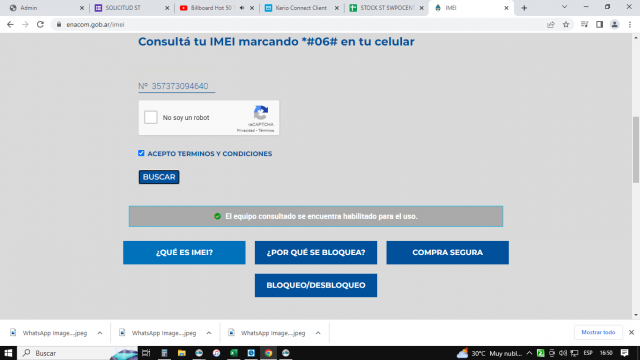 Admin
SOLICITUD ST
Billboard Hot 50
Kerio Connect Client
STOCK ST SWPOCENT
IMEI
enacom.gob.ar/imei
Consultá tu IMEI marcando *#06# en tu celular
Nº 357373094640
No soy un robot
reCAPTCHA
Privacidad - Términos
ACEPTO TERMINOS Y CONDICIONES
BUSCAR
El equipo consultado se encuentra habilitado para el uso.
¿QUÉ ES IMEI?
¿POR QUÉ SE BLOQUEA?
COMPRA SEGURA
BLOQUEO/DESBLOQUEO
WhatsApp Image....jpeg
WhatsApp Image....jpeg
WhatsApp Image....jpeg
Mostrar todo
Buscar
30°C Muy nubl...
ESP
16:50